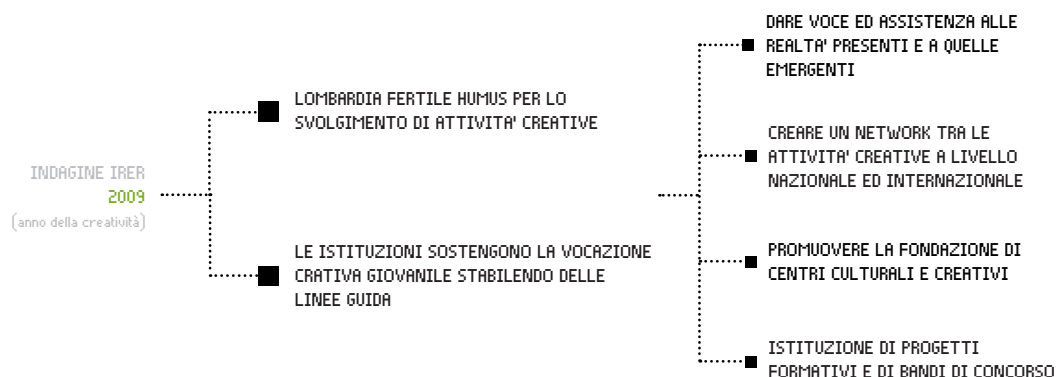 INDAGINE IRER
2009
(anno della creatività)
LOMBARDIA FERTILE HUMUS PER LO
SVOLGIMENTO DI ATTIVITA' CREATIVE
LE ISTITUZIONI SOSTENGONO LA VOCAZIONE
CRATIVA GIOVANILE STABILENDO DELLE
LINEE GUIDA
DARE VOCE ED ASSISTENZA ALLE
REALTA' PRESENTI E A QUELLE
EMERGENTI
CREARE UN NETWORK TRA LE
ATTIVITA' CREATIVE A LIVELLO
NAZIONALE ED INTERNAZIONALE
PROMUOVERE LA FONDAZIONE DI
CENTRI CULTURALI E CREATIVI
ISTITUZIONE DI PROGETTI
FORMATIVI E DI BANDI DI CONCORSO